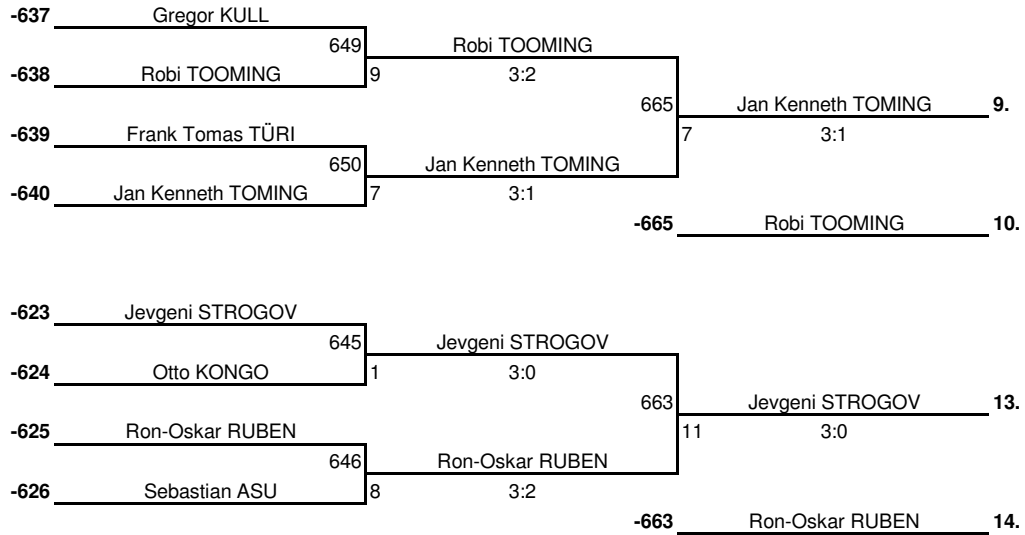 -637 Gregor KULL
649 Robi TOOMING
-638 Robi TOOMING 9 3:2
665 Jan Kenneth TOMING 9.
-639 Frank Tomas TÜRI 7 3:1
650 Jan Kenneth TOMING
-640 Jan Kenneth TOMING 7 3:1
-665 Robi TOOMING 10.
-623 Jevgeni STROGOV
645 Jevgeni STROGOV
-624 Otto KONGO 1 3:0
663 Jevgeni STROGOV 13.
-625 Ron-Oskar RUBEN 11 3:0
646 Ron-Oskar RUBEN
-626 Sebastian ASU 8 3:2
-663 Ron-Oskar RUBEN 14.